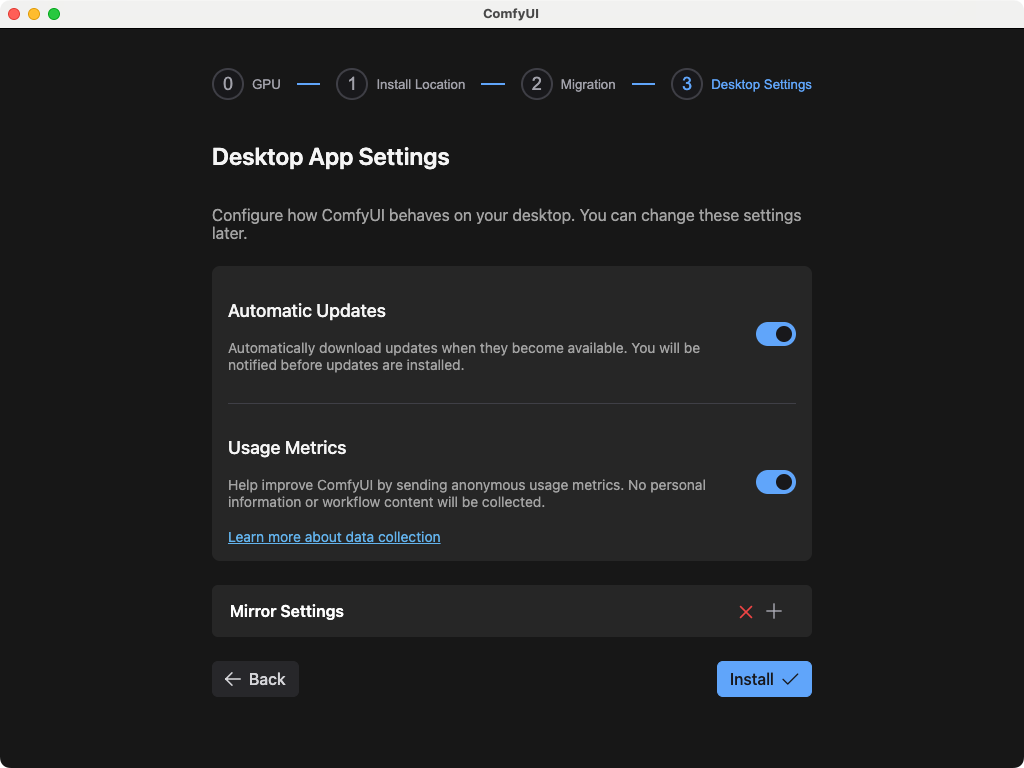 ComfyUI
0 GPU 1 Install Location 2 Migration 3 Desktop Settings
Desktop App Settings
Configure how ComfyUI behaves on your desktop. You can change these settings
later.
Automatic Updates
Automatically download updates when they become available. You will be
notified before updates are installed.
Usage Metrics
Help improve ComfyUI by sending anonymous usage metrics. No personal
information or workflow content will be collected.
Learn more about data collection
Mirror Settings
Back
Install